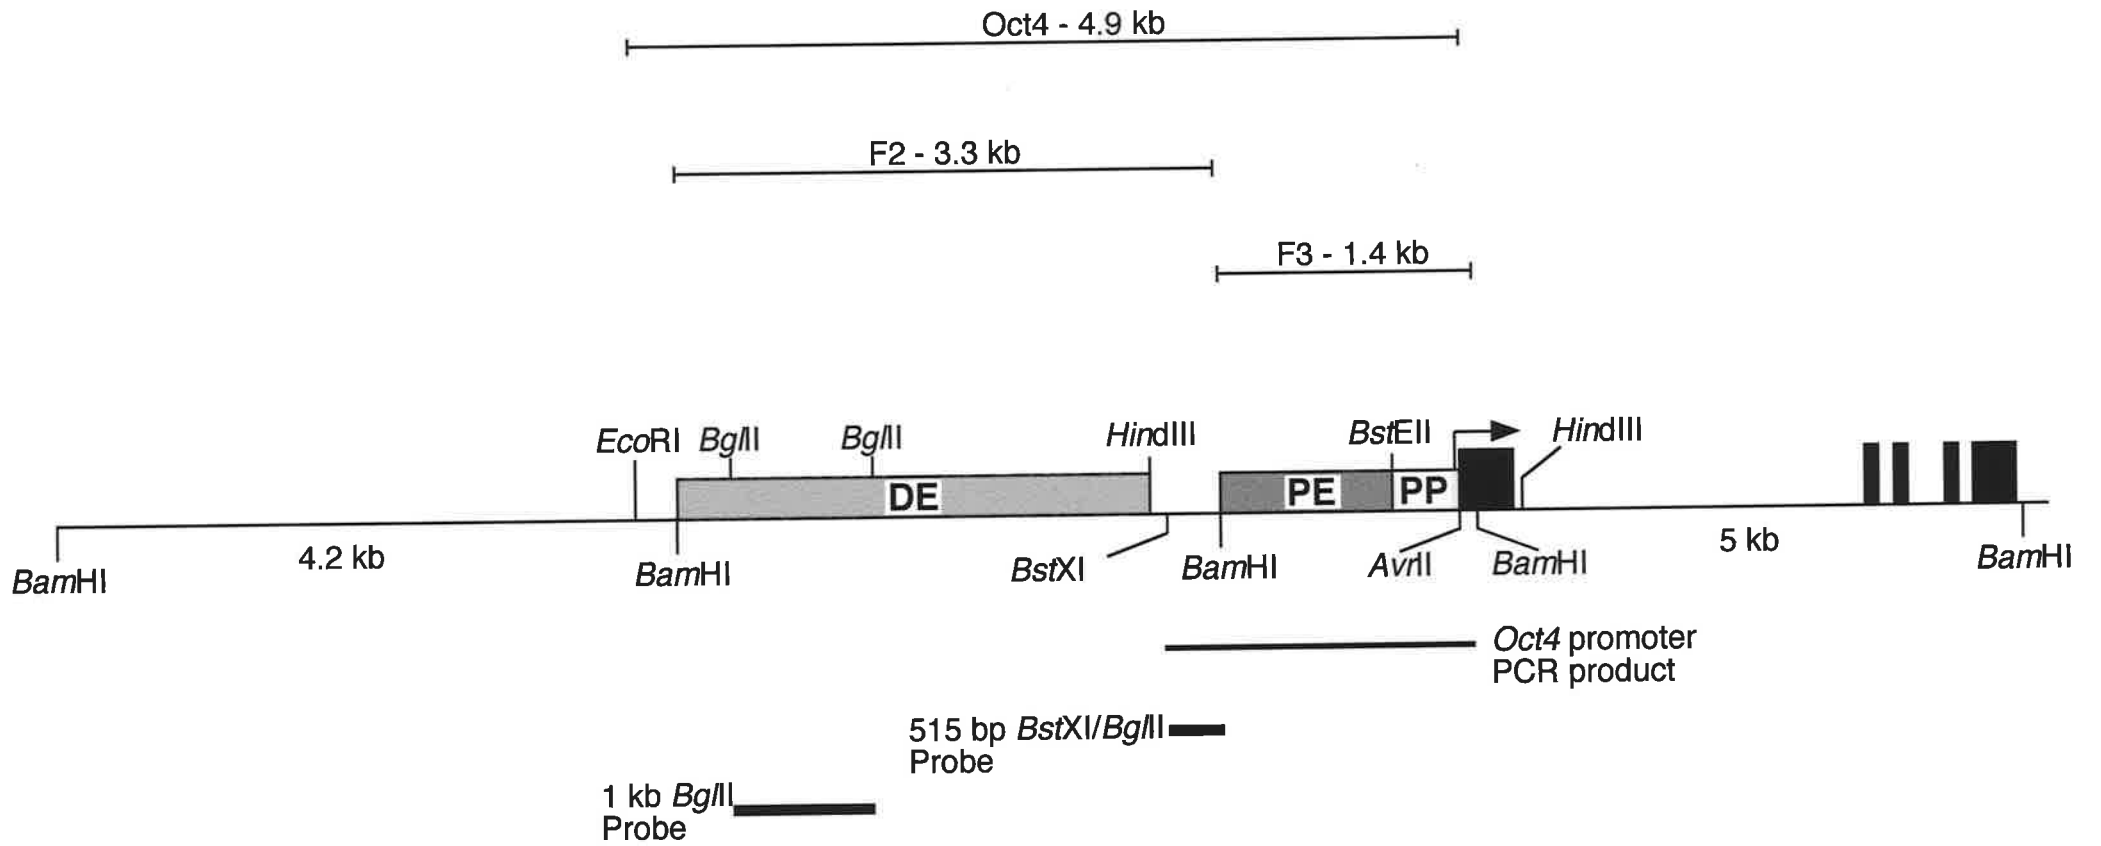 Oct4 - 4.9 kb
F2 - 3.3 kb
F3 - 1.4 kb
EcoRI BglII BglII HindIII BstEII HindIII
DE PE PP
4.2 kb 5 kb
BamHI BamHI BstXI BamHI AvrII BamHI BamHI
Oct4 promoter
PCR product
515 bp BstXI/BglII
Probe
1 kb BglII
Probe